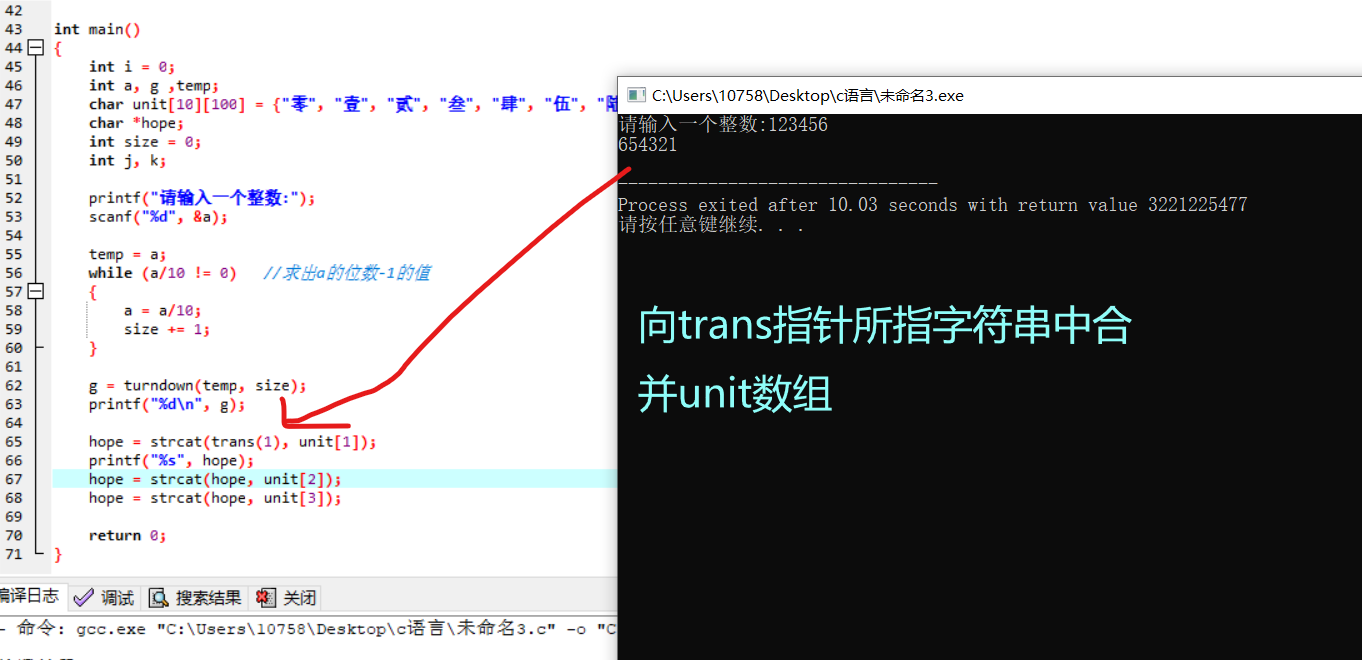 42
43 int main()
44 {
45 int i = 0;
46 int a, g ,temp;
47 char unit[10][100] = {"零", "壹", "贰", "叁", "肆", "伍", "陆
48 char *hope;
49 int size = 0;
50 int j, k;
51
52 printf("请输入一个整数:");
53 scanf("%d", &a);
54
55 temp = a;
56 while (a/10 != 0) //求出a的位数-1的值
57 {
58 a = a/10;
59 size += 1;
60 }
61
62 g = turndown(temp, size);
63 printf("%d\n", g);
64
65 hope = strcat(trans(1), unit[1]);
66 printf("%s", hope);
67 hope = strcat(hope, unit[2]);
68 hope = strcat(hope, unit[3]);
69
70 return 0;
71 }
编译日志 调试 搜索结果 关闭
- 命令: gcc.exe "C:\Users\10758\Desktop\c语言\未命名3.c" -o "C
C:\Users\10758\Desktop\c语言\未命名3.exe
请输入一个整数:123456
654321
--------------------------------
Process exited after 10.03 seconds with return value 3221225477
请按任意键继续. . .
向trans指针所指字符串中合
并unit数组